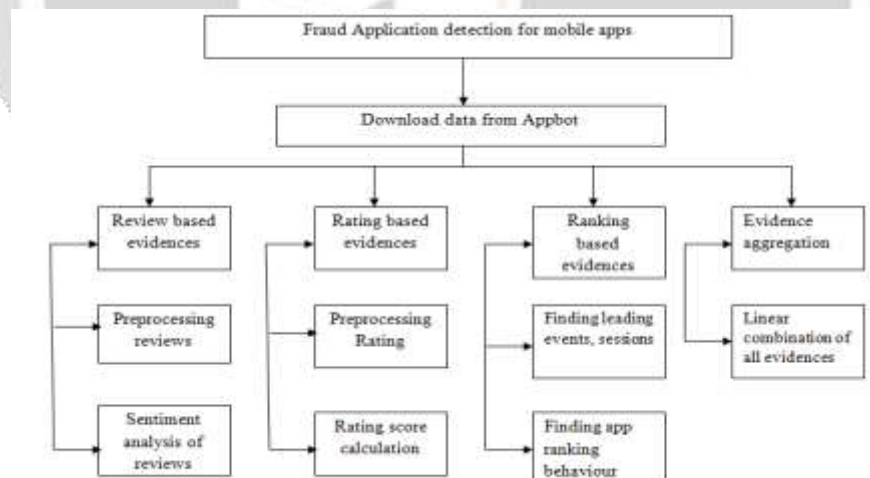 Fraud Application detection for mobile apps
Download data from Appbot
Review based
evidences
Rating based
evidences
Ranking
based
evidences
Evidence
aggregation
Preprocessing
reviews
Preprocessing
Rating
Finding leading
events, sessions
Linear
combination of
all evidences
Sentiment
analysis of
reviews
Rating score
calculation
Finding app
ranking
behaviour